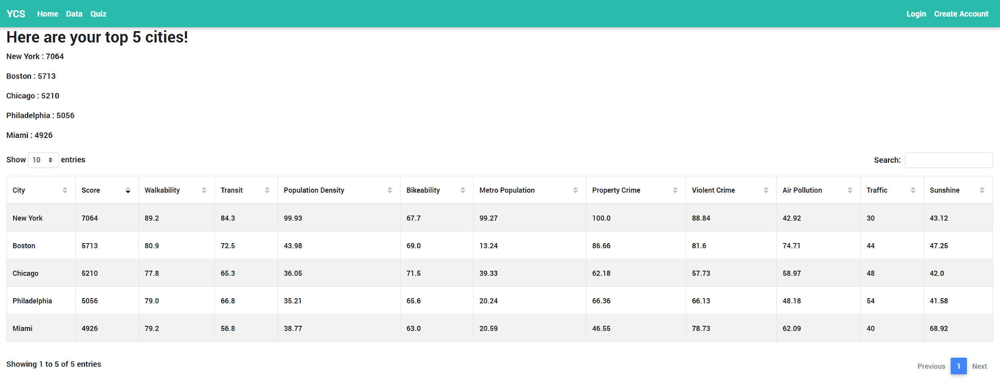 YCS Home Data Quiz Login Create Account
Here are your top 5 cities!
New York : 7064
Boston : 5713
Chicago : 5210
Philadelphia : 5056
Miami : 4926
Show 10 entries Search:
City Score Walkability Transit Population Density Bikeability Metro Population Property Crime Violent Crime Air Pollution Traffic Sunshine
New York 7064 89.2 84.3 99.93 67.7 99.27 100.0 88.84 42.92 30 43.12
Boston 5713 80.9 72.5 43.98 69.0 13.24 86.66 81.6 74.71 44 47.25
Chicago 5210 77.8 65.3 36.05 71.5 39.33 62.18 57.73 58.97 48 42.0
Philadelphia 5056 79.0 66.8 35.21 65.6 20.24 66.36 66.13 48.18 54 41.58
Miami 4926 79.2 56.8 38.77 63.0 20.59 46.55 78.73 62.09 40 68.92
Showing 1 to 5 of 5 entries Previous 1 Next